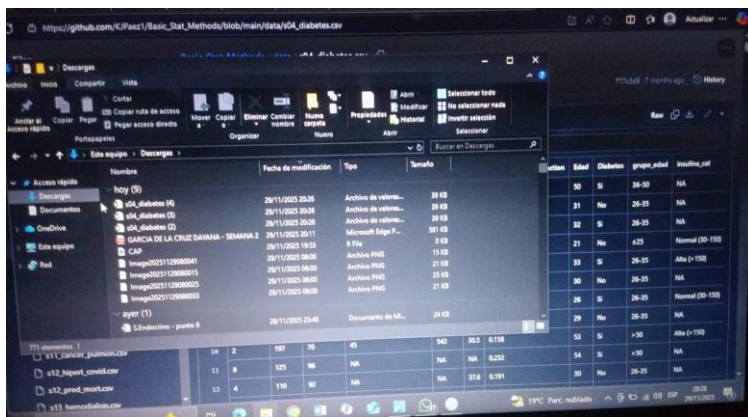 https://github.com/KJPaez1/Basic_Stat_Methods/blob/main/data/s04_diabetes.csv
Actualizar
Descargas
Archivo Inicio Compartir Vista
777c5e8 · 7 months ago History
Anclar al Acceso rápido
Copiar
Pegar
Cortar
Copiar ruta de acceso
Pegar acceso directo
Portapapeles
Mover a
Copiar a
Eliminar
Cambiar nombre
Organizar
Nueva carpeta
Nuevo
Propiedades
Abrir
Modificar
Historial
Abrir
Seleccionar todo
No seleccionar nada
Invertir selección
Seleccionar
Raw
Este equipo > Descargas >
Buscar en Descargas
Acceso rápido
Descargas
Documentos
OneDrive
Este equipo
Red
Nombre Fecha de modificación Tipo Tamaño
hoy (9)
s04_diabetes (4) 29/11/2025 20:26 Archivo de valores... 39 KB
s04_diabetes (3) 29/11/2025 20:26 Archivo de valores... 39 KB
s04_diabetes (2) 29/11/2025 20:26 Archivo de valores... 39 KB
GARCIA DE LA CRUZ DAYANA - SEMANA 2 29/11/2025 20:11 Microsoft Edge P... 581 KB
CAP 29/11/2025 19:53 R File 0 KB
Image20251129080041 29/11/2025 08:00 Archivo PNG 15 KB
Image20251129080015 29/11/2025 08:00 Archivo PNG 21 KB
Image20251129080025 29/11/2025 08:00 Archivo PNG 25 KB
Image20251129080033 29/11/2025 08:00 Archivo PNG 21 KB
ayer (1)
S.Endocrino - punto 6 28/11/2025 23:49 Documento de Mi... 24 KB
771 elementos
Edad Diabetes grupo_edad insulina_cat
50 Si 36-50 NA
31 No 26-35 NA
32 Si 26-35 NA
21 No ≤25 Normal (30-150)
33 Si 26-35 Alta (>150)
30 No 26-35 NA
26 Si 26-35 Normal (30-150)
29 No 26-35 NA
53 Si >50 Alta (>150)
54 Si >50 NA
30 No 26-35 NA
10 2 197 70 45 543 30.5 0.158
11 8 125 96 NA NA NA 0.232
12 4 110 92 NA NA 37.6 0.191
s11_cancer_pulmon.csv
s12_hipert_covid.csv
s12_pred_mort.csv
s13_hemodialisis.csv
19°C Parc. nublado
ESP
20:28
29/11/2025